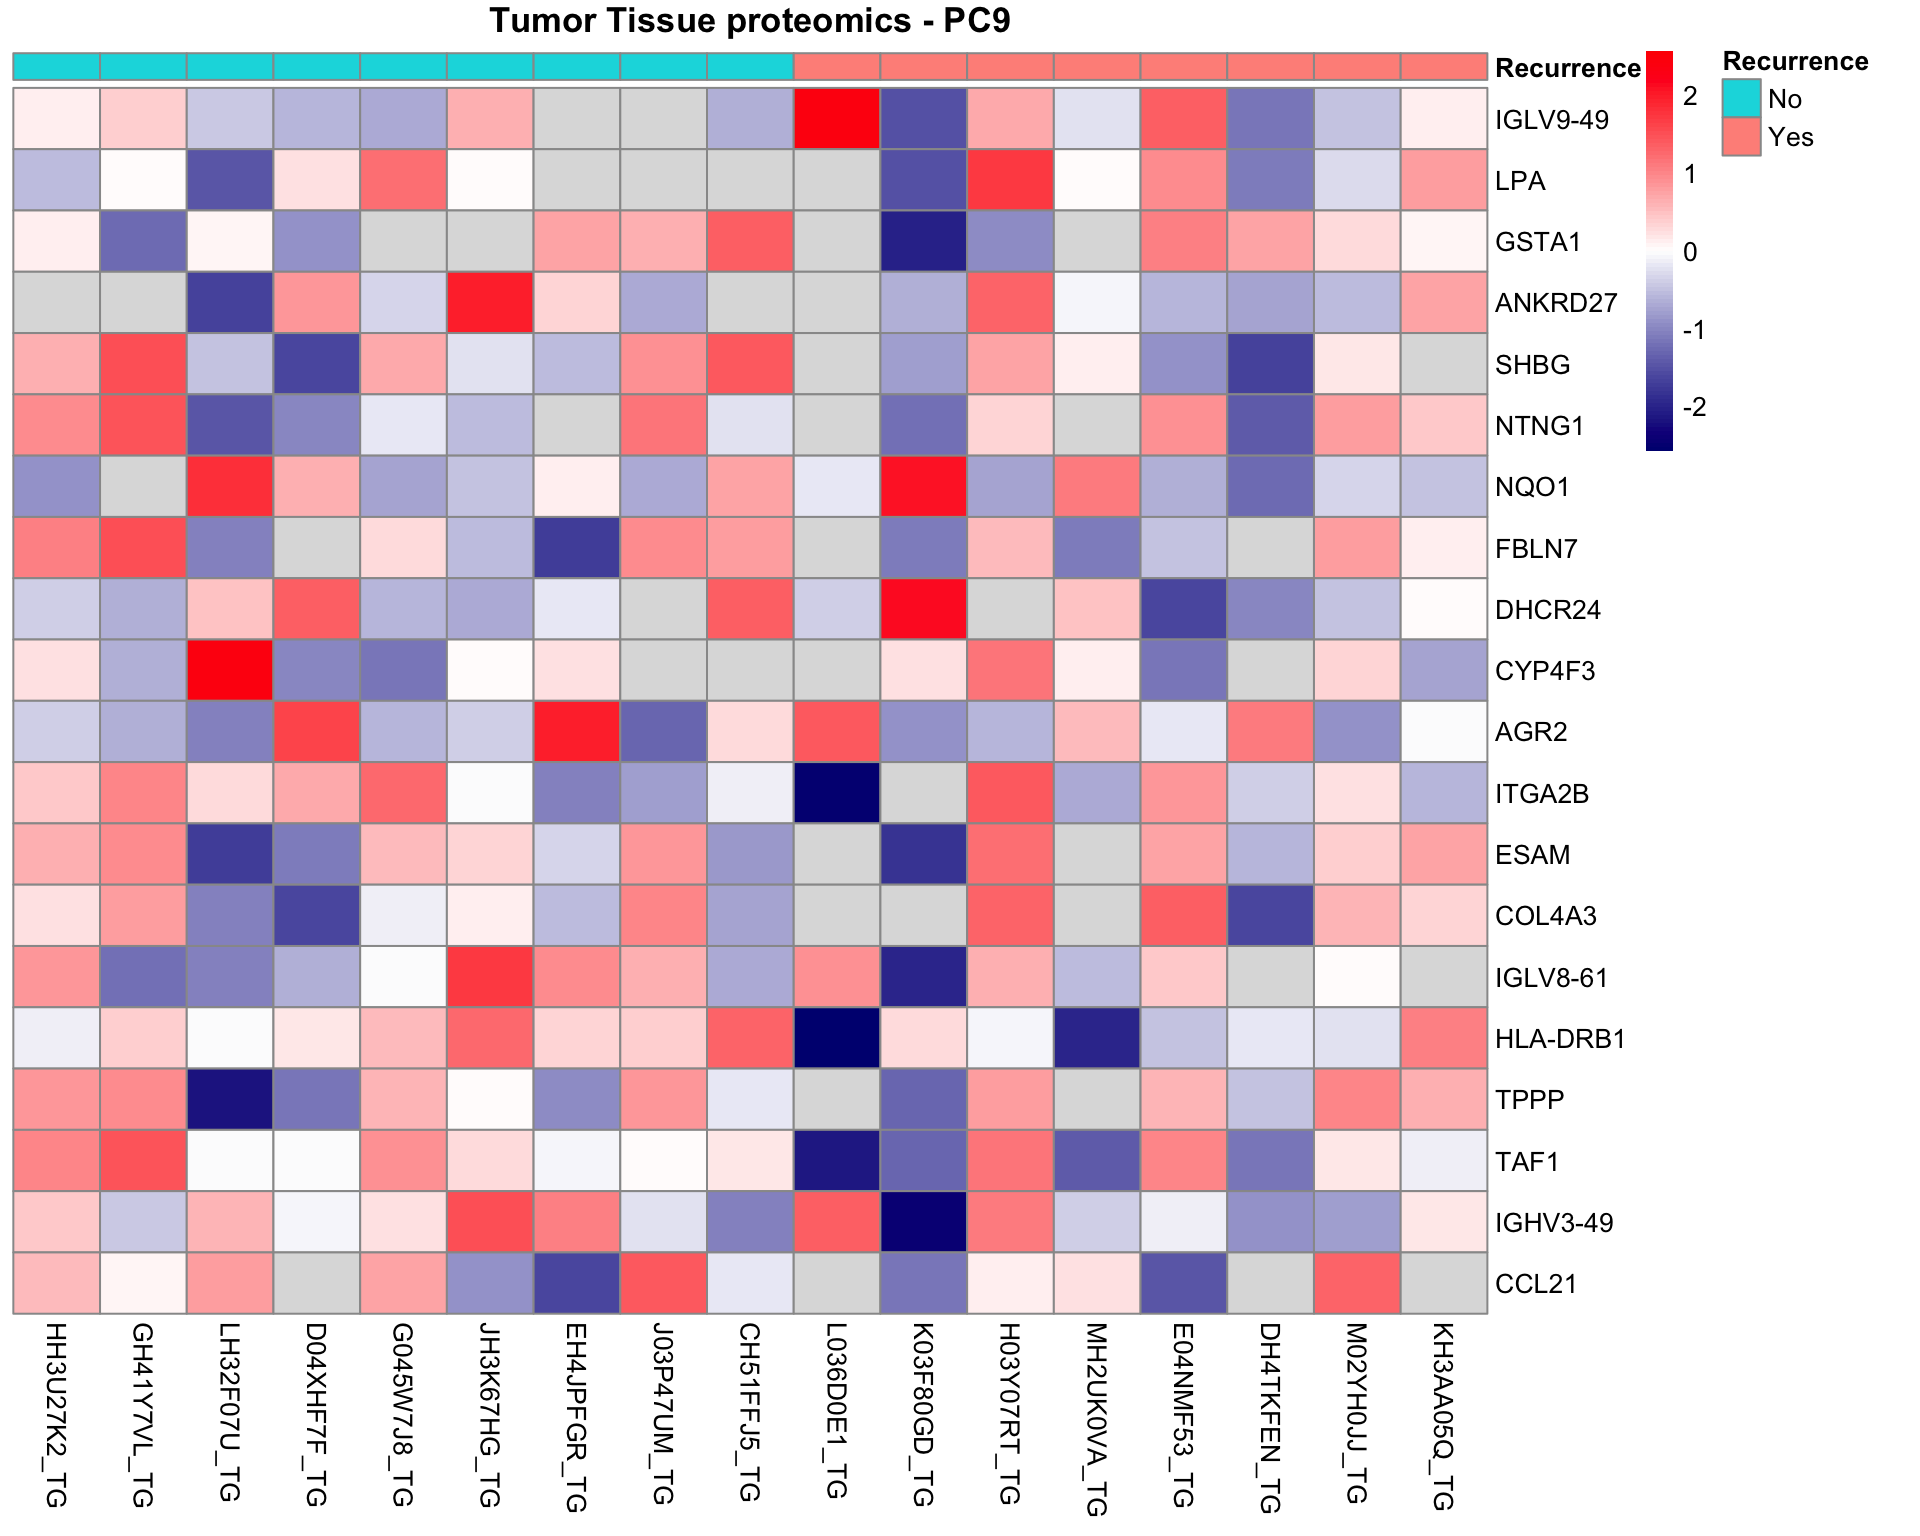 Tumor Tissue proteomics - PC9
Recurrence
IGLV9-49
LPA
GSTA1
ANKRD27
SHBG
NTNG1
NQO1
FBLN7
DHCR24
CYP4F3
AGR2
ITGA2B
ESAM
COL4A3
IGLV8-61
HLA-DRB1
TPPP
TAF1
IGHV3-49
CCL21
2
1
0
-1
-2
Recurrence
No
Yes
HH3U27K2_TG
GH41Y7VL_TG
LH32F07U_TG
D04XHF7F_TG
G045W7J8_TG
JH3K67HG_TG
EH4JPFGR_TG
J03P47UM_TG
CH51FFJ5_TG
L036D0E1_TG
K03F80GD_TG
H03Y07RT_TG
MH2UK0VA_TG
E04NMF53_TG
DH4TKFEN_TG
M02YH0JJ_TG
KH3AA05Q_TG